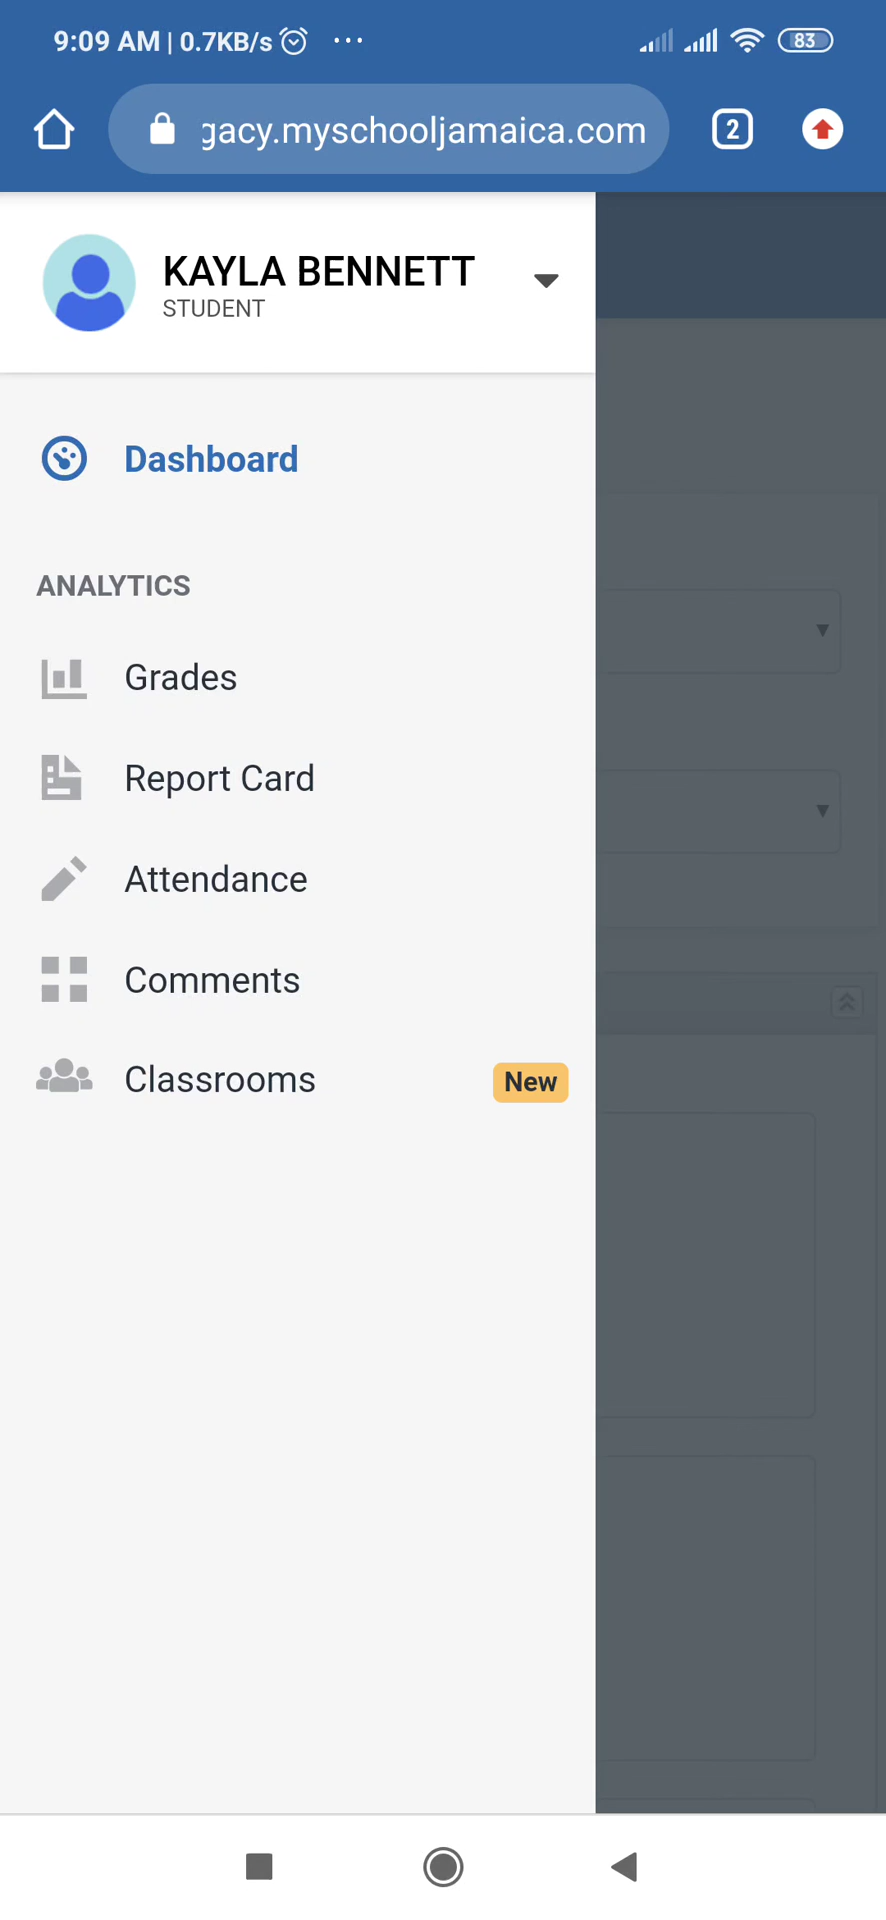 9:09 AM | 0.7KB/s ... 83
gacy.myschooljamaica.com 2
KAYLA BENNETT
STUDENT
Dashboard
ANALYTICS
Grades
Report Card
Attendance
Comments
Classrooms New